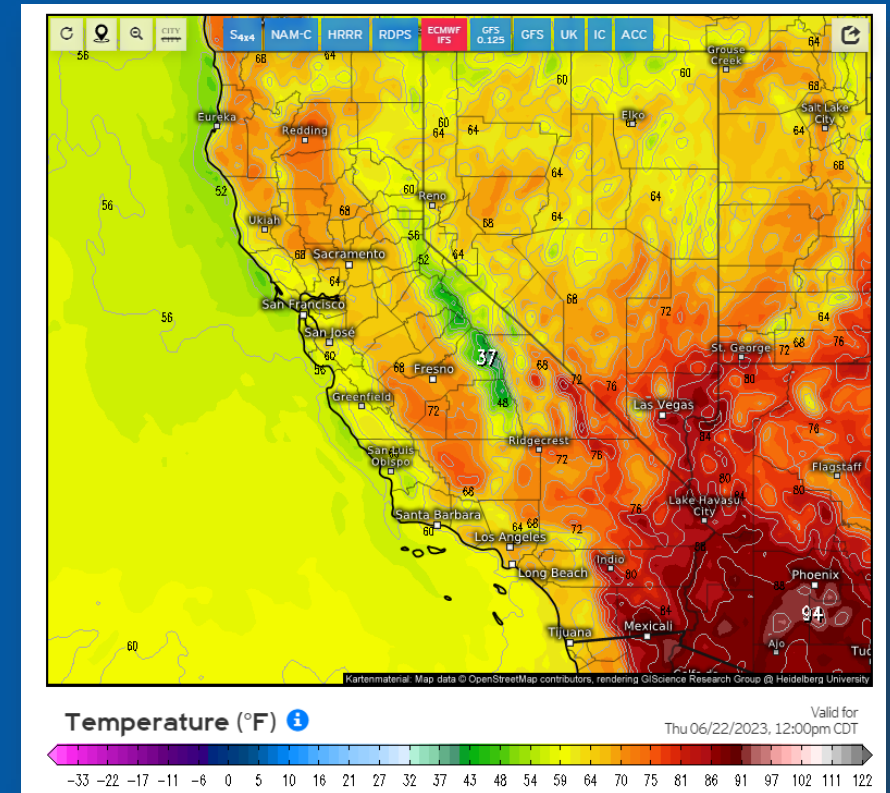 CITY
S4x4 NAM-C HRRR RDPS ECMWF IFS GFS 0.125 GFS UK IC ACC
56
68
64
60
60
64
Grouse Creek
68
Eureka
Redding
60
64
64
Elko
Salt Lake City
64
64
68
52
56
60
Reno
64
64
Ukiah
68
68
64
56
68
Sacramento
52
64
64
68
San Francisco
72
64
56
San José
60
56
68
Fresno
37
68
St. George
72
68
76
72
76
80
Greenfield
72
48
Las Vegas
84
76
San Luis Obispo
Ridgecrest
72
76
Flagstaff
68
80
80
Lake Havasu City
Santa Barbara
76
60
64
68
72
Los Angeles
88
Indio
Long Beach
80
Phoenix
88
84
94
Tijuana
Mexicali
Ajo
60
Kartenmaterial: Map data © OpenStreetMap contributors, rendering GIScience Research Group @ Heidelberg University
Temperature (°F) i
Valid for
Thu 06/22/2023, 12:00pm CDT
-33 -22 -17 -11 -6 0 5 10 16 21 27 32 37 43 48 54 59 64 70 75 81 86 91 97 102 111 122